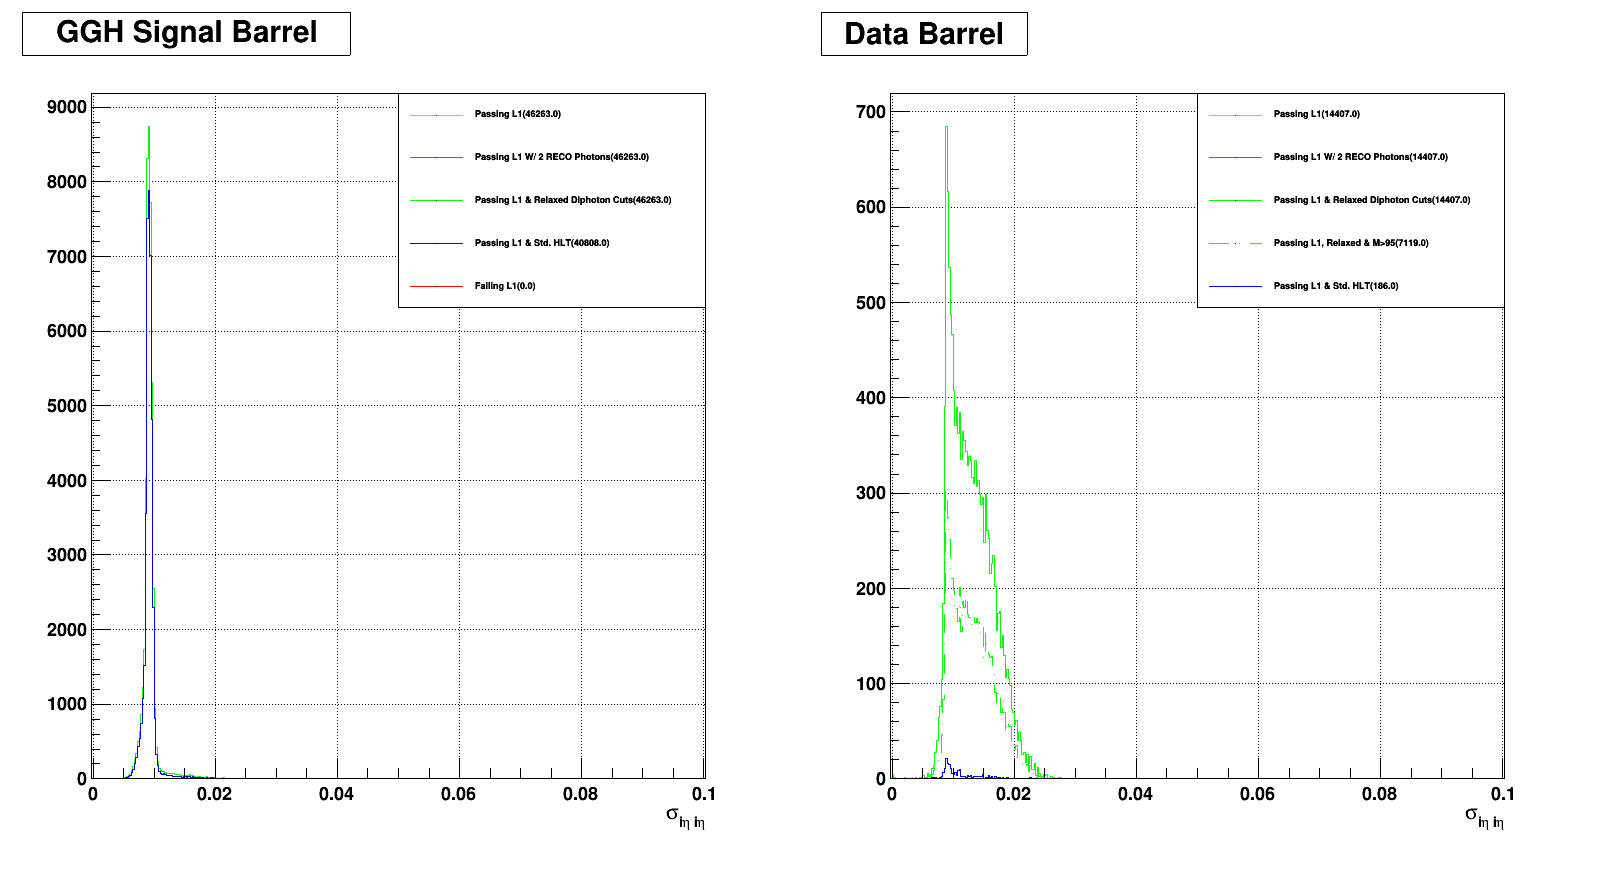 GGH Signal Barrel
9000
8000
7000
6000
5000
4000
3000
2000
1000
0
0 0.02 0.04 0.06 0.08 0.1
σiη iη
Passing L1(46263.0)
Passing L1 W/ 2 RECO Photons(46263.0)
Passing L1 & Relaxed Diphoton Cuts(46263.0)
Passing L1 & Std. HLT(40808.0)
Failing L1(0.0)
Data Barrel
700
600
500
400
300
200
100
0
0 0.02 0.04 0.06 0.08 0.1
σiη iη
Passing L1(14407.0)
Passing L1 W/ 2 RECO Photons(14407.0)
Passing L1 & Relaxed Diphoton Cuts(14407.0)
Passing L1, Relaxed & M>95(7119.0)
Passing L1 & Std. HLT(186.0)